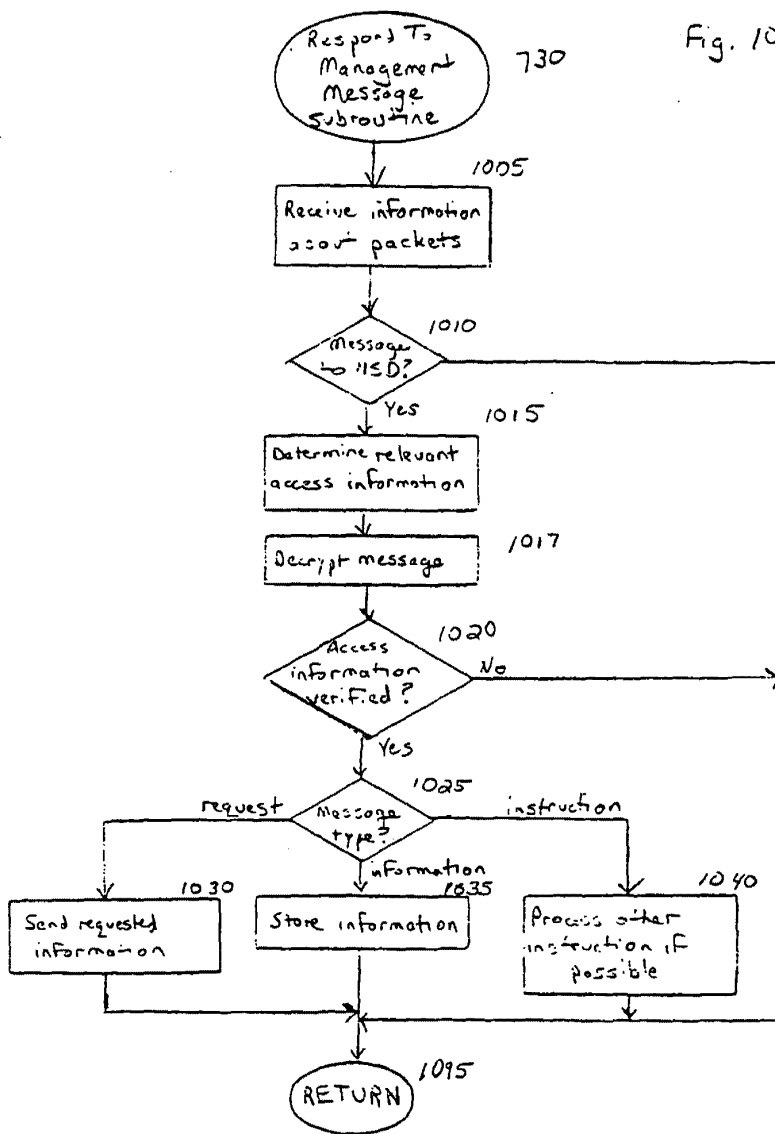 Respond To
Management
Message
Subroutine
730
Fig. 10
1005
Receive information
about packets
1010
Message
to NSD?
Yes
1015
Determine relevant
access information
1017
Decrypt message
1020
Access
information
verified?
No
Yes
1025
Message
type?
request
instruction
information
1030
Send requested
information
1035
Store information
1040
Process other
instruction if
possible
1095
RETURN